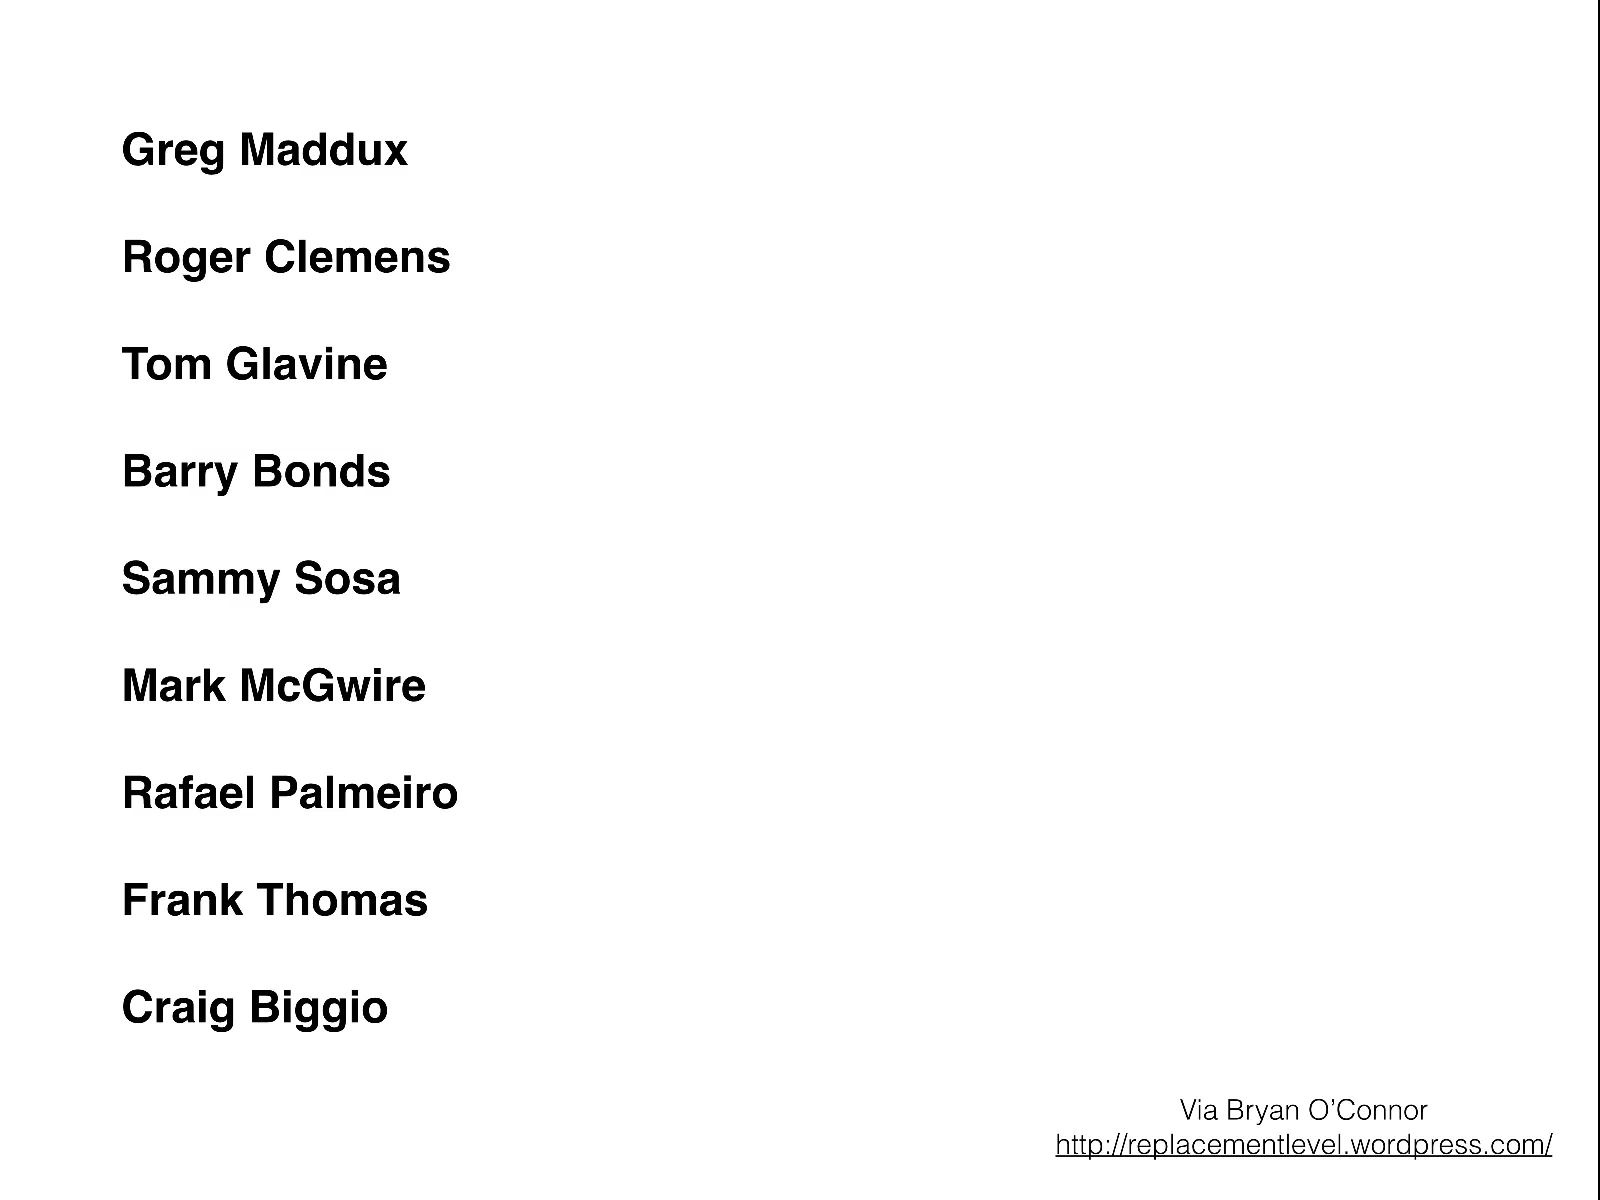 Greg Maddux
Roger Clemens
Tom Glavine
Barry Bonds
Sammy Sosa
Mark McGwire
Rafael Palmeiro
Frank Thomas
Craig Biggio
Via Bryan O’Connor
http://replacementlevel.wordpress.com/